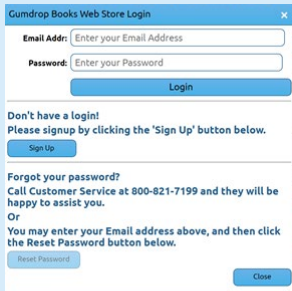 Gumdrop Books Web Store Login ×
Email Addr: Enter your Email Address
Password: Enter your Password
Login
Don't have a login!
Please signup by clicking the 'Sign Up' button below.
Sign Up
Forgot your password?
Call Customer Service at 800-821-7199 and they will be
happy to assist you.
Or
You may enter your Email address above, and then click
the Reset Password button below.
Reset Password
Close